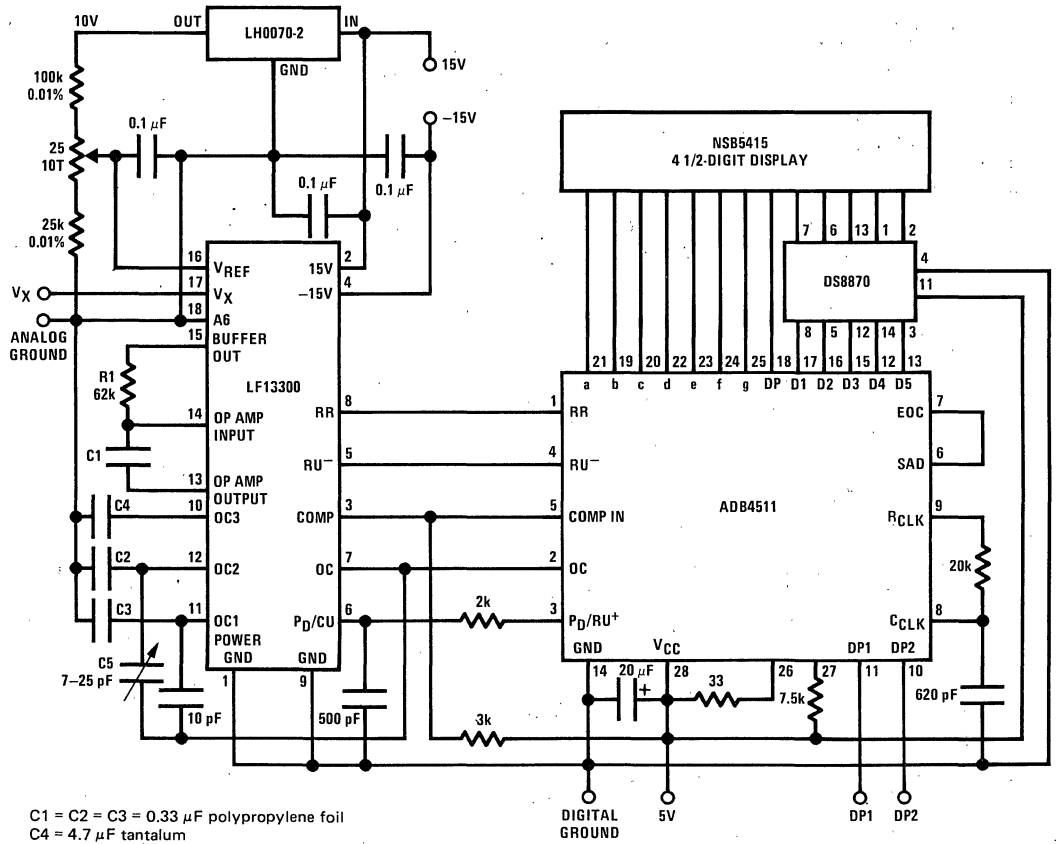 10V
OUT
LH0070-2
IN
GND
15V
-15V
100k
0.01%
0.1 µF
25
10T
0.1 µF
0.1 µF
25k
0.01%
NSB5415
4 1/2-DIGIT DISPLAY
7 6 13 1 2
DS8870
4
11
8 5 12 14 3
16 VREF
15V 2
17 VX
-15V 4
VX
18 A6
ANALOG
GROUND
15 BUFFER
OUT
LF13300
R1
62k
14 OP AMP
INPUT
C1
13 OP AMP
OUTPUT
C4
10 OC3
C2
12 OC2
C3
11 OC1
POWER
GND
1
GND
9
RR 8
RU− 5
COMP 3
OC 7
PD/CU 6
C5
7–25 pF
10 pF
500 pF
2k
3k
21 19 20 22 23 24 25 18 17 16 15 12 13
a b c d e f g DP D1 D2 D3 D4 D5
1 RR
4 RU−
5 COMP IN
2 OC
3 PD/RU+
ADB4511
EOC 7
SAD 6
RCLK 9
20k
CCLK 8
GND
14
20 µF
+
VCC
28
33
26
27
7.5k
DP1
11
DP2
10
620 pF
DIGITAL
GROUND
5V
DP1
DP2
C1 = C2 = C3 = 0.33 µF polypropylene foil
C4 = 4.7 µF tantalum